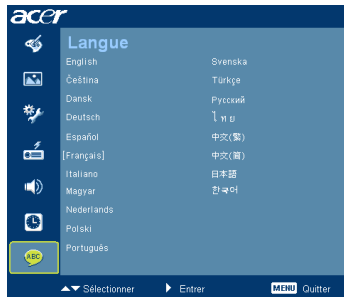 acer
Langue
English
Čeština
Dansk
Deutsch
Español
[Français]
Italiano
Magyar
Nederlands
Polski
Português
Svenska
Türkçe
Русский
ไทย
中文(繁)
中文(简)
日本語
한국어
ABC
▲▼ Sélectionner
Entrer
MENU Quitter